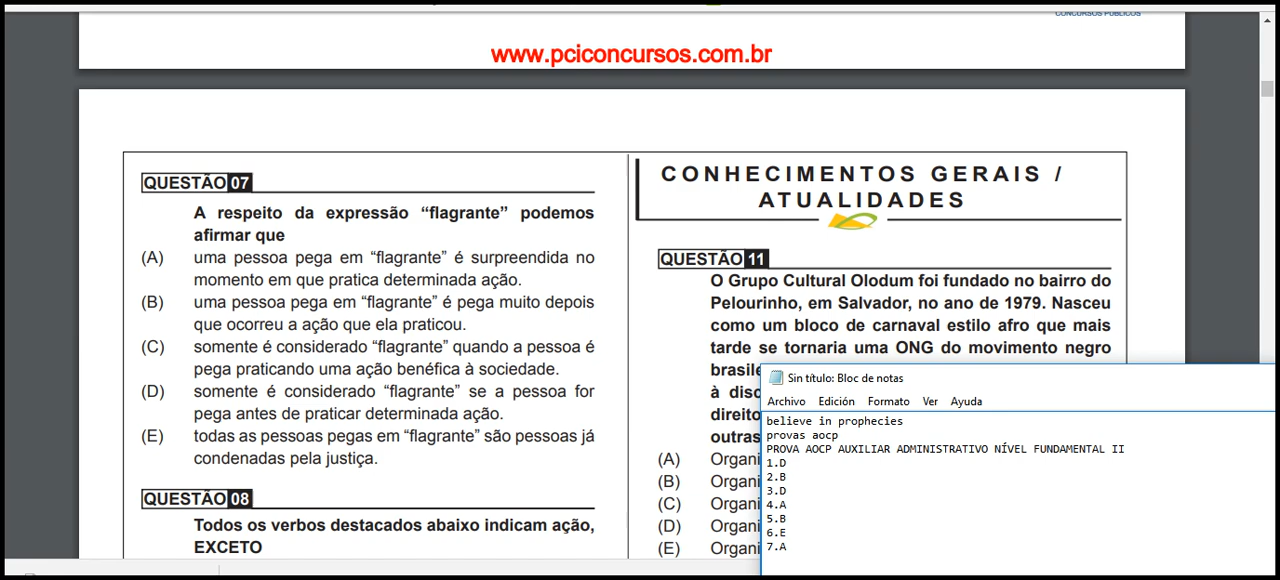 CONCURSOS PÚBLICOS
www.pciconcursos.com.br
QUESTÃO 07
A respeito da expressão “flagrante” podemos
afirmar que
(A) uma pessoa pega em “flagrante” é surpreendida no
momento em que pratica determinada ação.
(B) uma pessoa pega em “flagrante” é pega muito depois
que ocorreu a ação que ela praticou.
(C) somente é considerado “flagrante” quando a pessoa é
pega praticando uma ação benéfica à sociedade.
(D) somente é considerado “flagrante” se a pessoa for
pega antes de praticar determinada ação.
(E) todas as pessoas pegas em “flagrante” são pessoas já
condenadas pela justiça.
QUESTÃO 08
Todos os verbos destacados abaixo indicam ação,
EXCETO
CONHECIMENTOS GERAIS /
ATUALIDADES
QUESTÃO 11
O Grupo Cultural Olodum foi fundado no bairro do
Pelourinho, em Salvador, no ano de 1979. Nasceu
como um bloco de carnaval estilo afro que mais
tarde se tornaria uma ONG do movimento negro
brasile
à disc
direito
outras
(A) Organi
(B) Organi
(C) Organi
(D) Organi
(E) Organi
Sin título: Bloc de notas
Archivo Edición Formato Ver Ayuda
believe in prophecies
provas aocp
PROVA AOCP AUXILIAR ADMINISTRATIVO NÍVEL FUNDAMENTAL II
1.D
2.B
3.D
4.A
5.B
6.E
7.A